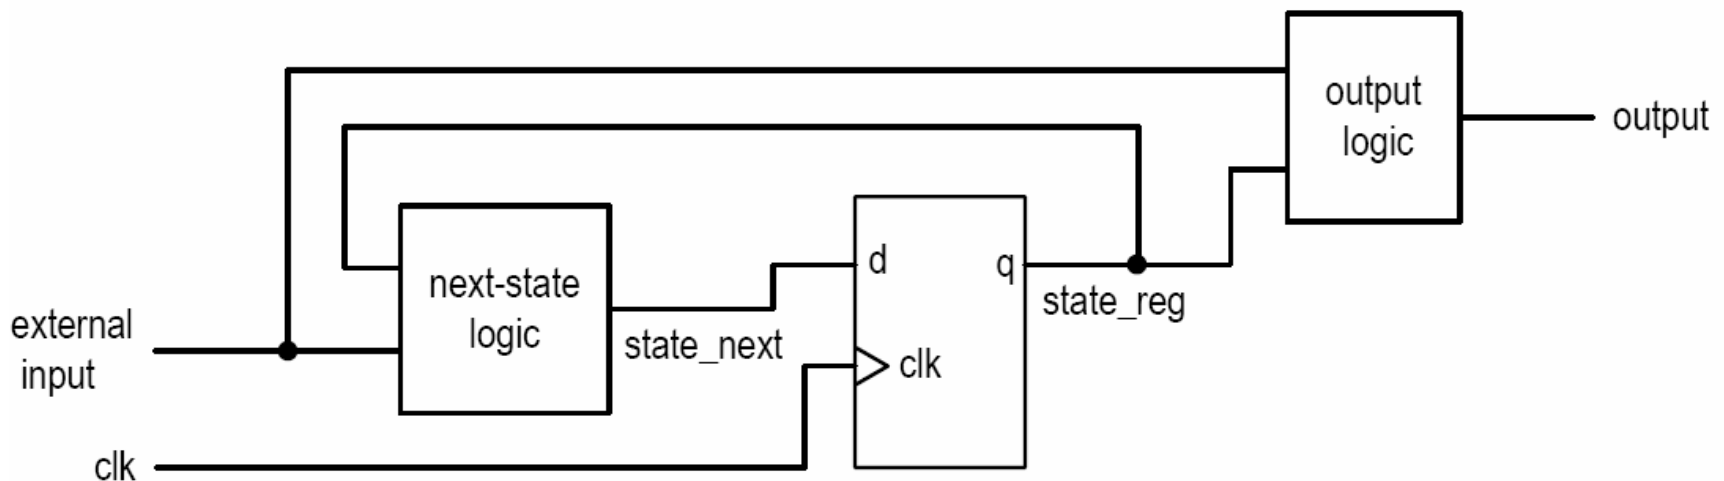 output
logic
output
next-state
logic
d
q
state_reg
external
input
state_next
clk
clk